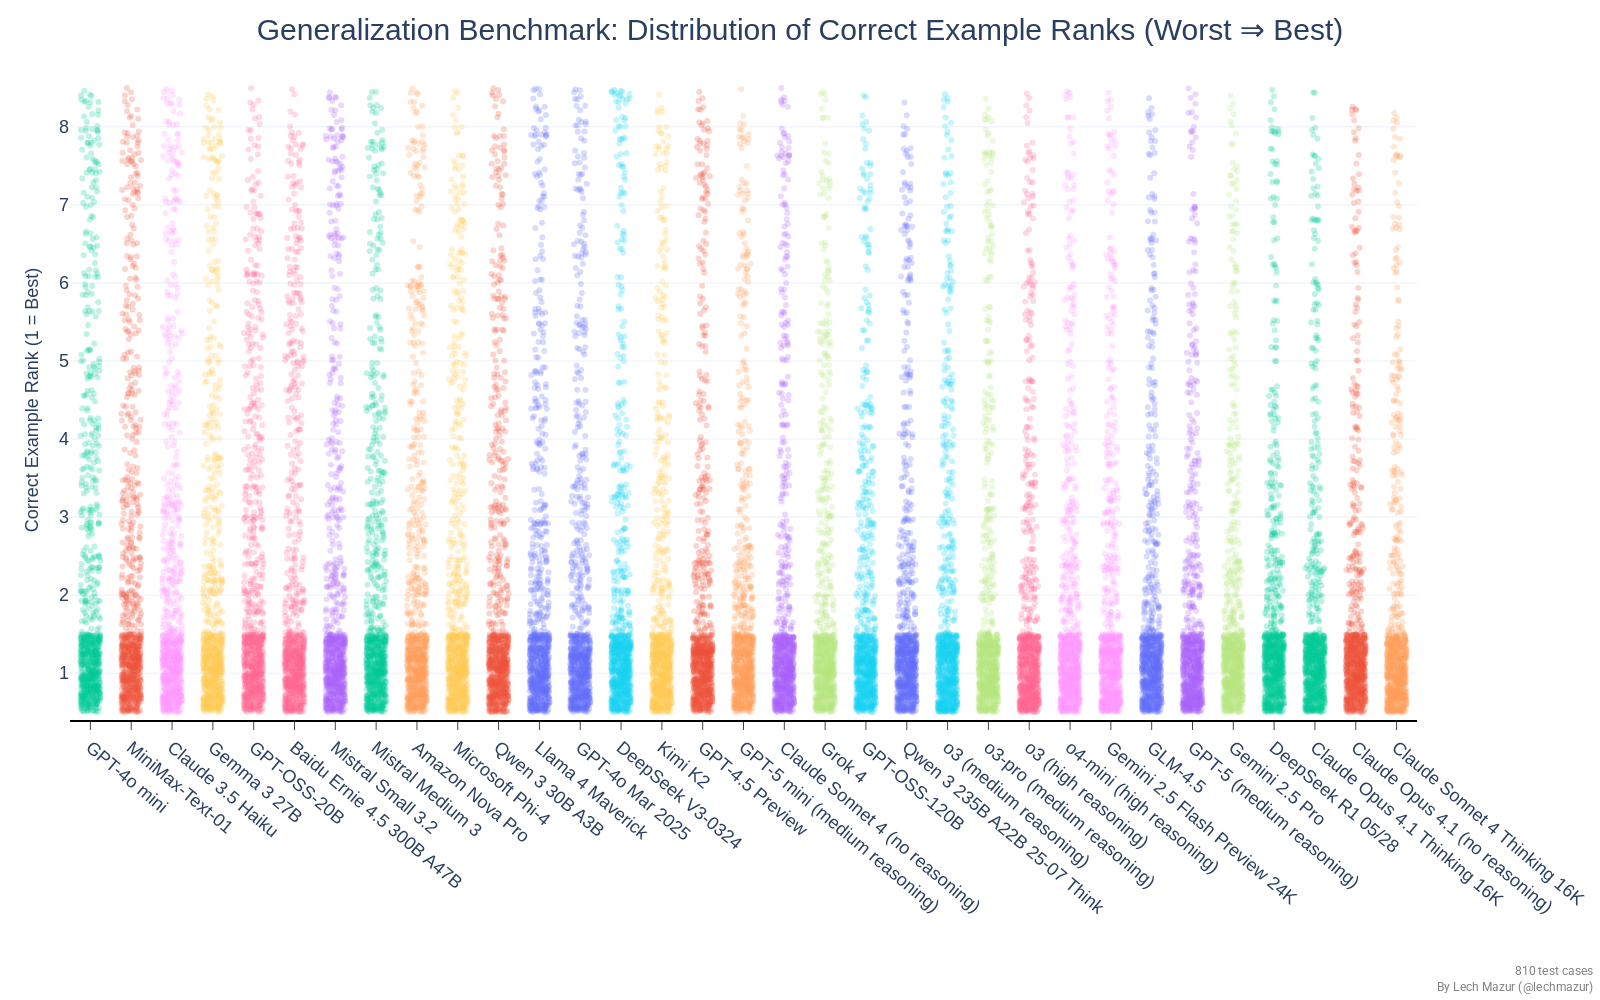 Generalization Benchmark: Distribution of Correct Example Ranks (Worst ⇒ Best)
Correct Example Rank (1 = Best)
8
7
6
5
4
3
2
1
GPT-4o mini
MiniMax-Text-01
Claude 3.5 Haiku
Gemma 3 27B
GPT-OSS-20B
Baidu Ernie 4.5 300B A47B
Mistral Small 3.2
Mistral Medium 3
Amazon Nova Pro
Microsoft Phi-4
Qwen 3 30B A3B
Llama 4 Maverick
GPT-4o Mar 2025
DeepSeek V3-0324
Kimi K2
GPT-4.5 Preview
GPT-5 mini (medium reasoning)
Claude Sonnet 4 (no reasoning)
Grok 4
GPT-OSS-120B
Qwen 3 235B A22B 25-07 Think
o3 (medium reasoning)
o3-pro (medium reasoning)
o3 (high reasoning)
o4-mini (high reasoning)
Gemini 2.5 Flash Preview 24K
GLM-4.5
GPT-5 (medium reasoning)
Gemini 2.5 Pro
DeepSeek R1 05/28
Claude Opus 4.1 Thinking 16K
Claude Opus 4.1 (no reasoning)
Claude Sonnet 4 Thinking 16K
810 test cases
By Lech Mazur (@lechmazur)